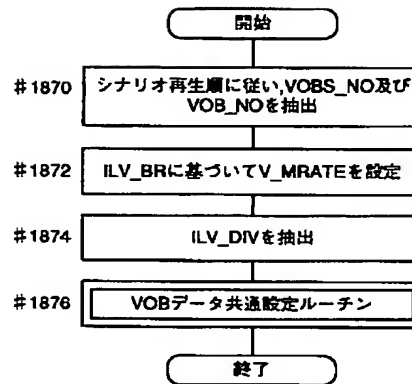 開始
#1870
シナリオ再生順に従い,VOBS_NO及び
VOB_NOを抽出
#1872
ILV_BRに基づいてV_MRATEを設定
#1874
ILV_DIVを抽出
#1876
VOBデータ共通設定ルーチン
終了